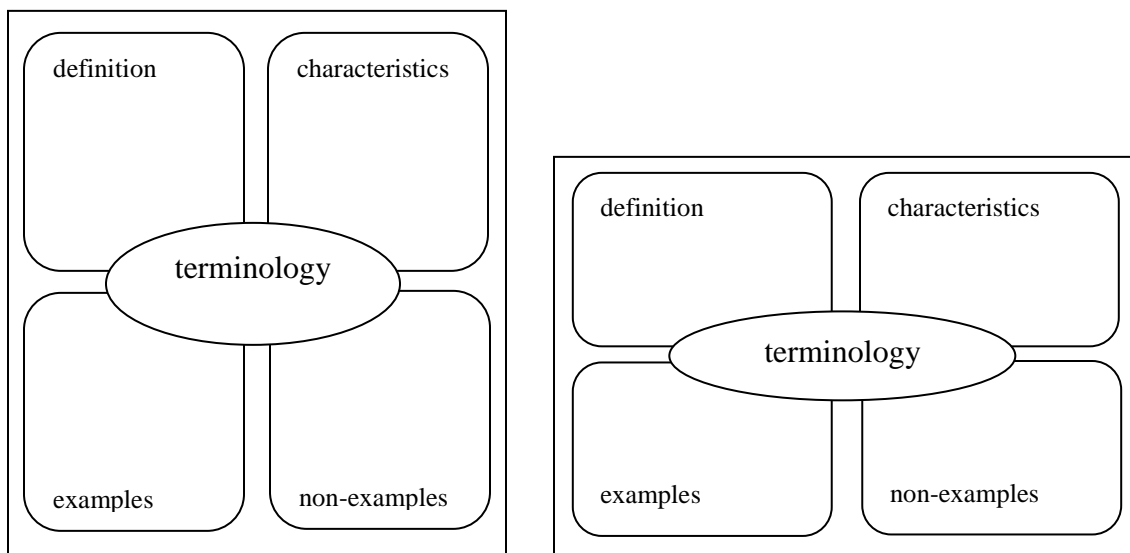 definition
characteristics
terminology
examples
non-examples
definition
characteristics
terminology
examples
non-examples